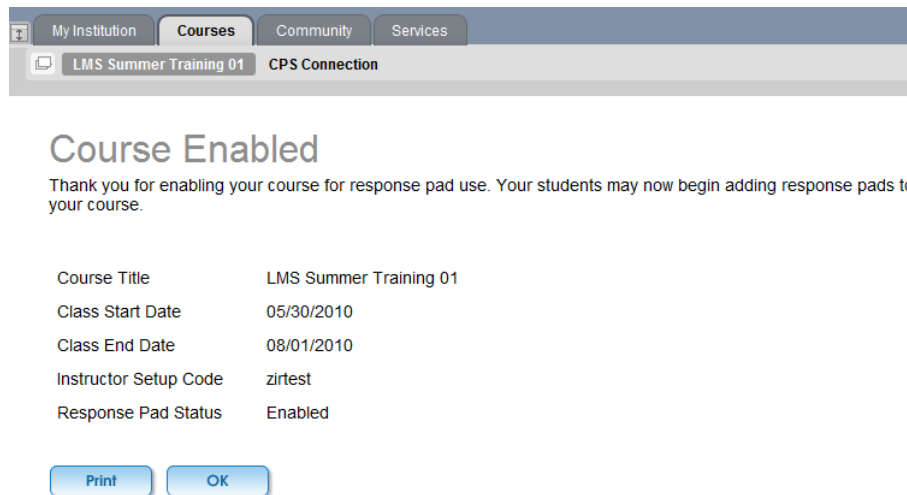 My Institution Courses Community Services
LMS Summer Training 01 CPS Connection
Course Enabled
Thank you for enabling your course for response pad use. Your students may now begin adding response pads to
your course.
Course Title LMS Summer Training 01
Class Start Date 05/30/2010
Class End Date 08/01/2010
Instructor Setup Code zirtest
Response Pad Status Enabled
Print OK